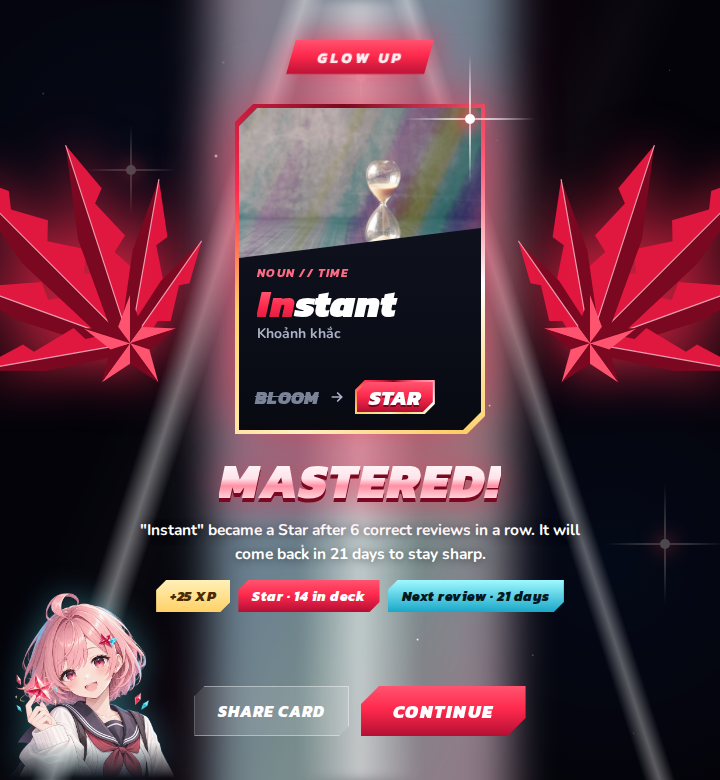 GLOW UP
NOUN // TIME
Instant
Khoảnh khắc
BLOOM → STAR
MASTERED!
"Instant" became a Star after 6 correct reviews in a row. It will
come back in 21 days to stay sharp.
+25 XP Star · 14 in deck Next review · 21 days
SHARE CARD CONTINUE